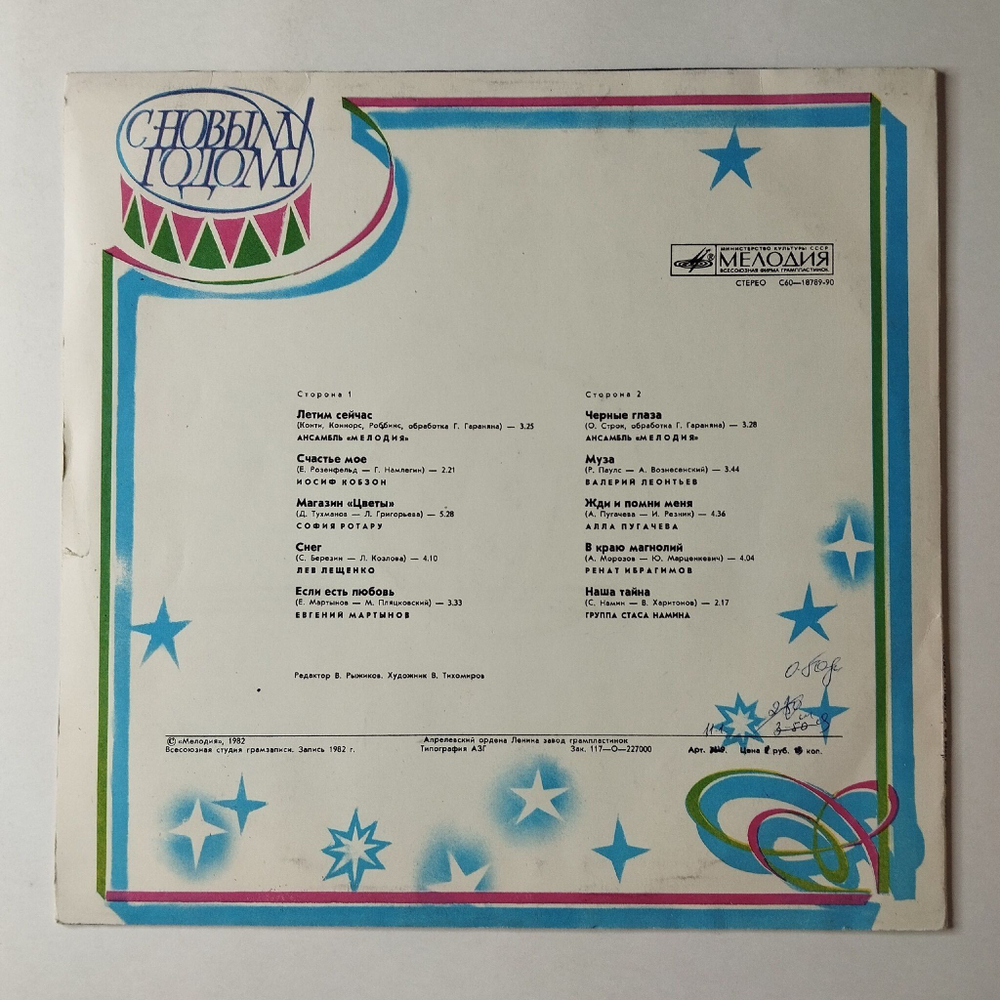 С НОВЫМ
ГОДОМ!
МИНИСТЕРСТВО КУЛЬТУРЫ СССР
МЕЛОДИЯ
ВСЕСОЮЗНАЯ ФИРМА ГРАМПЛАСТИНОК
СТЕРЕО С60—18789-90
Сторона 1
Летим сейчас
(Конти, Коннорс, Роббинс, обработка Г. Гараняна) — 3.25
АНСАМБЛЬ «МЕЛОДИЯ»
Счастье мое
(Е. Розенфельд — Г. Намлегин) — 2.21
ИОСИФ КОБЗОН
Магазин «Цветы»
(Д. Тухманов — Л. Григорьева) — 5.28
СОФИЯ РОТАРУ
Снег
(С. Березин — Л. Козлова) — 4.10
ЛЕВ ЛЕЩЕНКО
Если есть любовь
(Е. Мартынов — М. Пляцковский) — 3.33
ЕВГЕНИЙ МАРТЫНОВ
Сторона 2
Черные глаза
(О. Строк, обработка Г. Гараняна) — 3.28
АНСАМБЛЬ «МЕЛОДИЯ»
Муза
(Р. Паулс — А. Вознесенский) — 3.44
ВАЛЕРИЙ ЛЕОНТЬЕВ
Жди и помни меня
(А. Пугачева — И. Резник) — 4.36
АЛЛА ПУГАЧЕВА
В краю магнолий
(А. Морозов — Ю. Марценкевич) — 4.04
РЕНАТ ИБРАГИМОВ
Наша тайна
(С. Намин — В. Харитонов) — 2.17
ГРУППА СТАСА НАМИНА
Редактор В. Рыжиков. Художник В. Тихомиров
© «Мелодия», 1982
Всесоюзная студия грамзаписи. Запись 1982 г.
Апрелевский ордена Ленина завод грампластинок
Типография АЗГ Зак. 117—О—227000
Арт. Цена руб. коп.